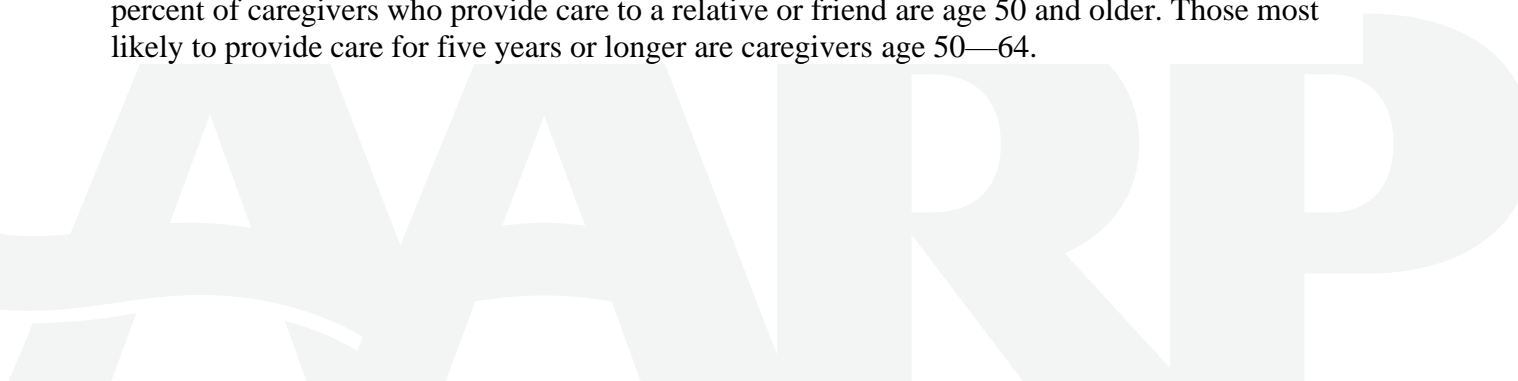 percent of caregivers who provide care to a relative or friend are age 50 and older. Those most
likely to provide care for five years or longer are caregivers age 50—64.
AARP